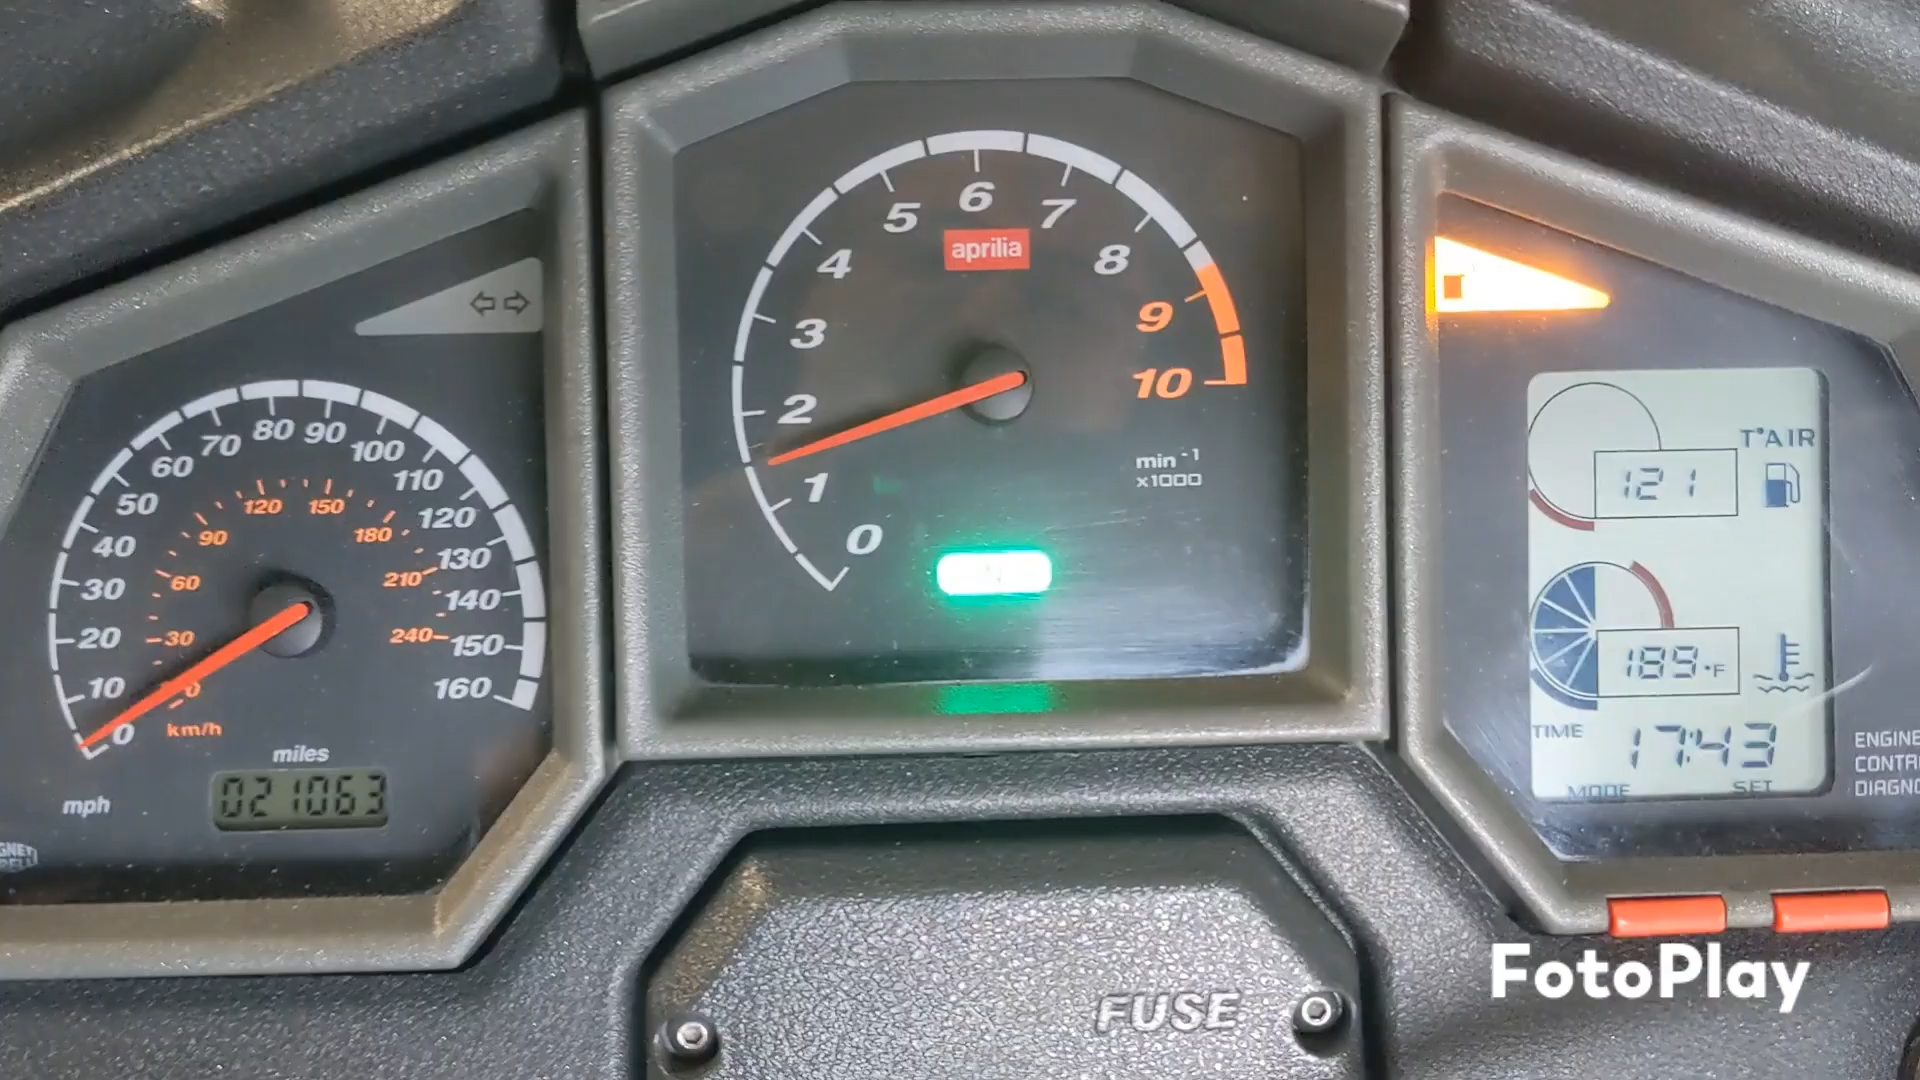 0
10
20
30
40
50
60
70
80
90
100
110
120
130
140
150
160
30
60
90
120
150
180
210
240
km/h
mph
miles
021063
0
1
2
3
4
5
6
7
8
9
10
aprilia
min -1
x1000
N
T°AIR
121
189°F
TIME
17:43
MODE
SET
ENGINE
FUSE
FotoPlay